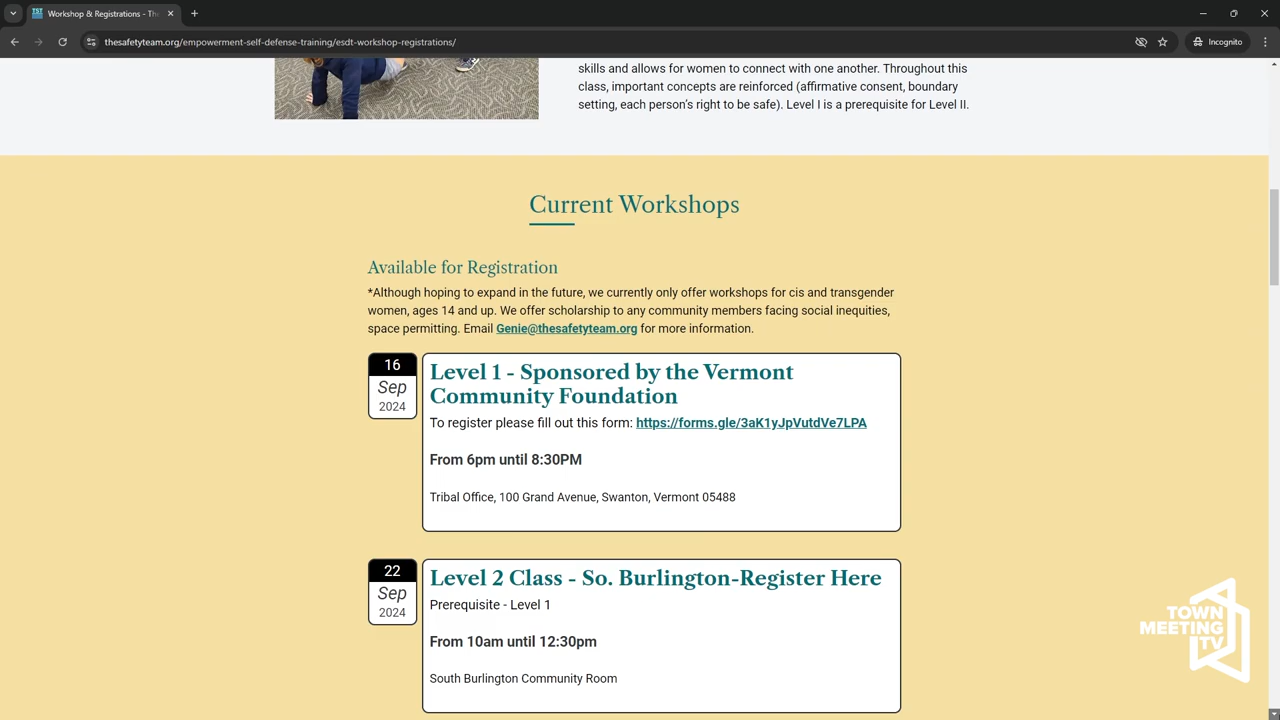 Workshop & Registrations - The
thesafetyteam.org/empowerment-self-defense-training/esdt-workshop-registrations/
Incognito
skills and allows for women to connect with one another. Throughout this
class, important concepts are reinforced (affirmative consent, boundary
setting, each person's right to be safe). Level I is a prerequisite for Level II.
Current Workshops
Available for Registration
*Although hoping to expand in the future, we currently only offer workshops for cis and transgender
women, ages 14 and up. We offer scholarship to any community members facing social inequities,
space permitting. Email Genie@thesafetyteam.org for more information.
16
Sep
2024
Level 1 - Sponsored by the Vermont
Community Foundation
To register please fill out this form: https://forms.gle/3aK1yJpVutdVe7LPA
From 6pm until 8:30PM
Tribal Office, 100 Grand Avenue, Swanton, Vermont 05488
22
Sep
2024
Level 2 Class - So. Burlington-Register Here
Prerequisite - Level 1
From 10am until 12:30pm
South Burlington Community Room
TOWN
MEETING
TV